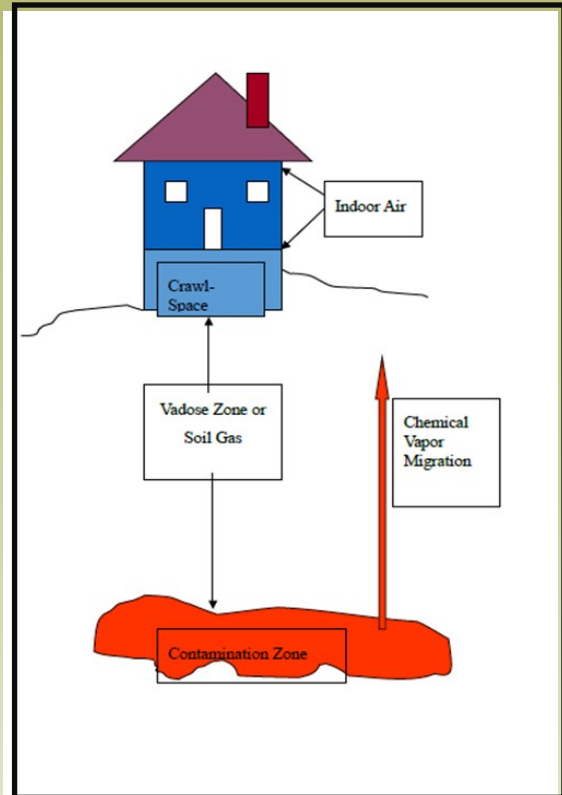 Indoor Air
Crawl-
Space
Vadose Zone or
Soil Gas
Chemical
Vapor
Migration
Contamination Zone